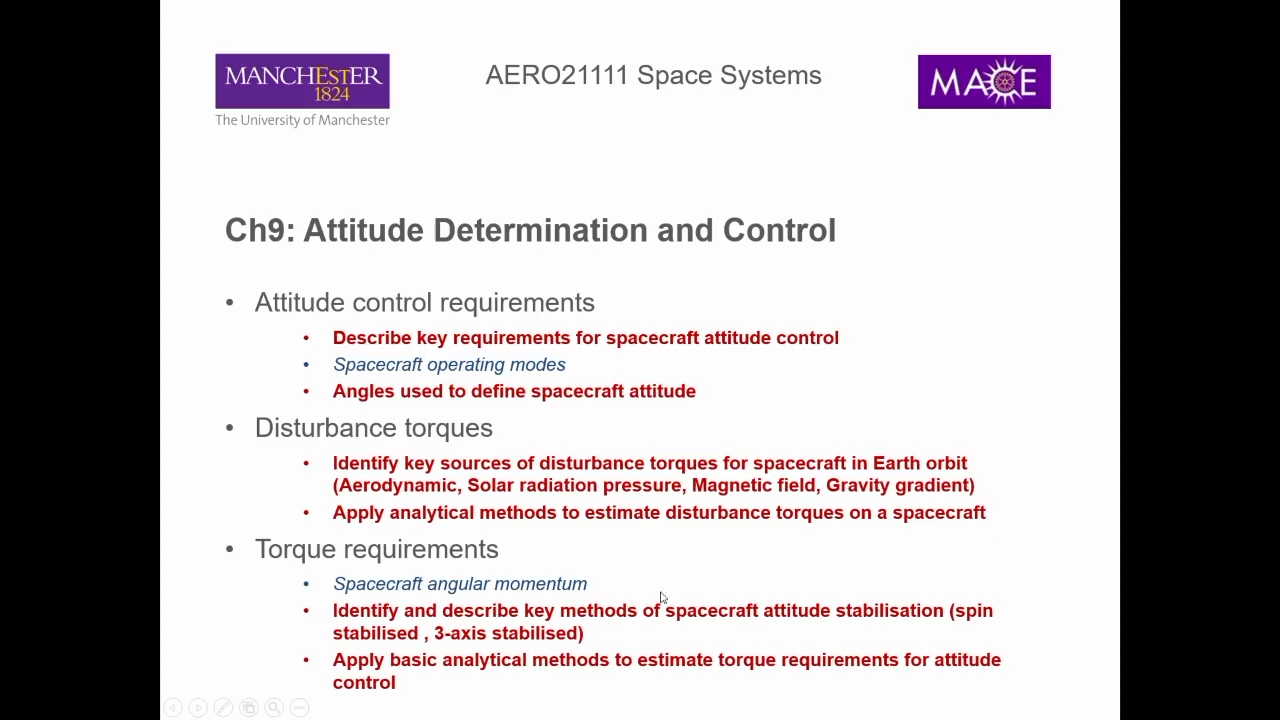 MANCHESTER
1824
The University of Manchester
AERO21111 Space Systems
MACE
Ch9: Attitude Determination and Control
• Attitude control requirements
• Describe key requirements for spacecraft attitude control
• Spacecraft operating modes
• Angles used to define spacecraft attitude
• Disturbance torques
• Identify key sources of disturbance torques for spacecraft in Earth orbit
(Aerodynamic, Solar radiation pressure, Magnetic field, Gravity gradient)
• Apply analytical methods to estimate disturbance torques on a spacecraft
• Torque requirements
• Spacecraft angular momentum
• Identify and describe key methods of spacecraft attitude stabilisation (spin
stabilised , 3-axis stabilised)
• Apply basic analytical methods to estimate torque requirements for attitude
control